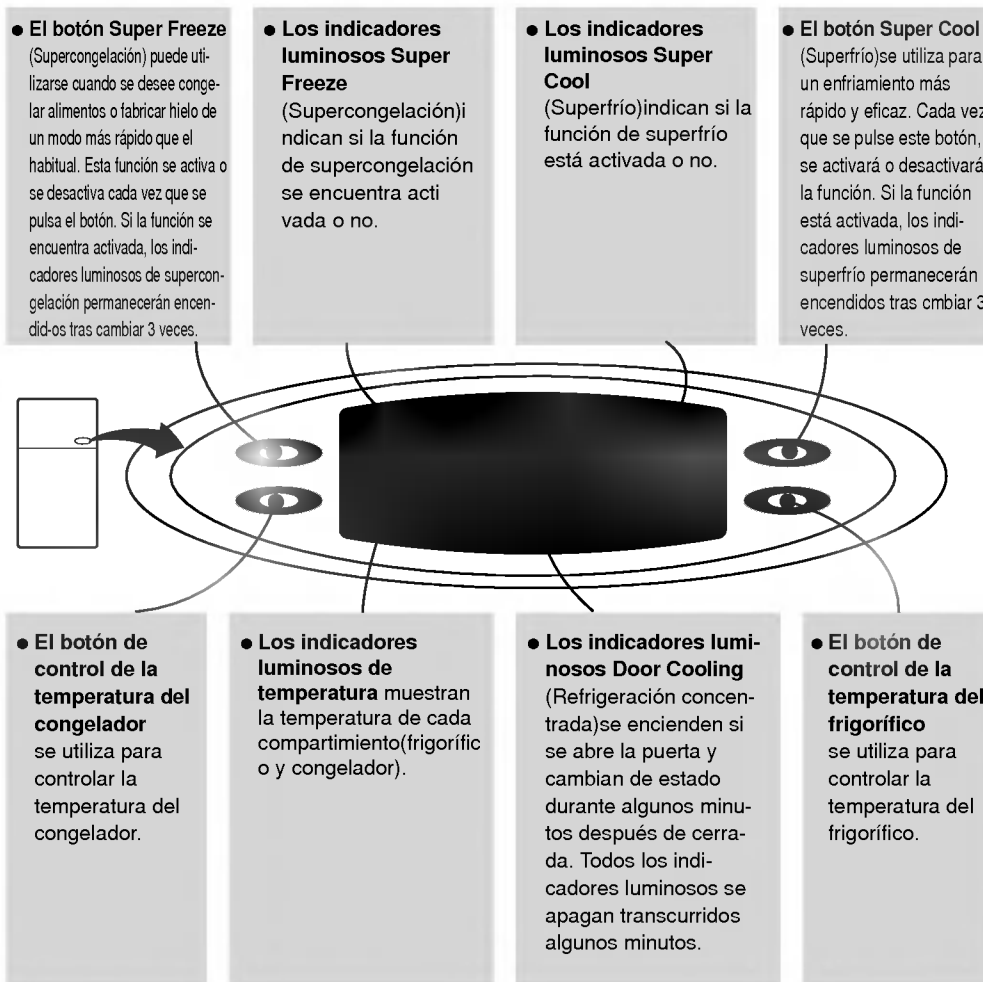 ● El botón Super Freeze
(Supercongelación) puede uti-
lizarse cuando se desee conge-
lar alimentos o fabricar hielo de
un modo más rápido que el
habitual. Esta función se activa o
se desactiva cada vez que se
pulsa el botón. Si la función se
encuentra activada, los indi-
cadores luminosos de supercon-
gelación permanecerán encen-
did-os tras cambiar 3 veces.
● Los indicadores
luminosos Super
Freeze
(Supercongelación)i
ndican si la función
de supercongelación
se encuentra acti
vada o no.
● Los indicadores
luminosos Super
Cool
(Superfrío)indican si la
función de superfrío
está activada o no.
● El botón Super Cool
(Superfrío)se utiliza para
un enfriamiento más
rápido y eficaz. Cada vez
que se pulse este botón,
se activará o desactivará
la función. Si la función
está activada, los indi-
cadores luminosos de
superfrío permanecerán
encendidos tras cmbiar 3
veces.
● El botón de
control de la
temperatura del
congelador
se utiliza para
controlar la
temperatura del
congelador.
● Los indicadores
luminosos de
temperatura muestran
la temperatura de cada
compartimiento(frigorífic
o y congelador).
● Los indicadores lumi-
nosos Door Cooling
(Refrigeración concen-
trada)se encienden si
se abre la puerta y
cambian de estado
durante algunos minu-
tos después de cerra-
da. Todos los indi-
cadores luminosos se
apagan transcurridos
algunos minutos.
● El botón de
control de la
temperatura del
frigorífico
se utiliza para
controlar la
temperatura del
frigorífico.